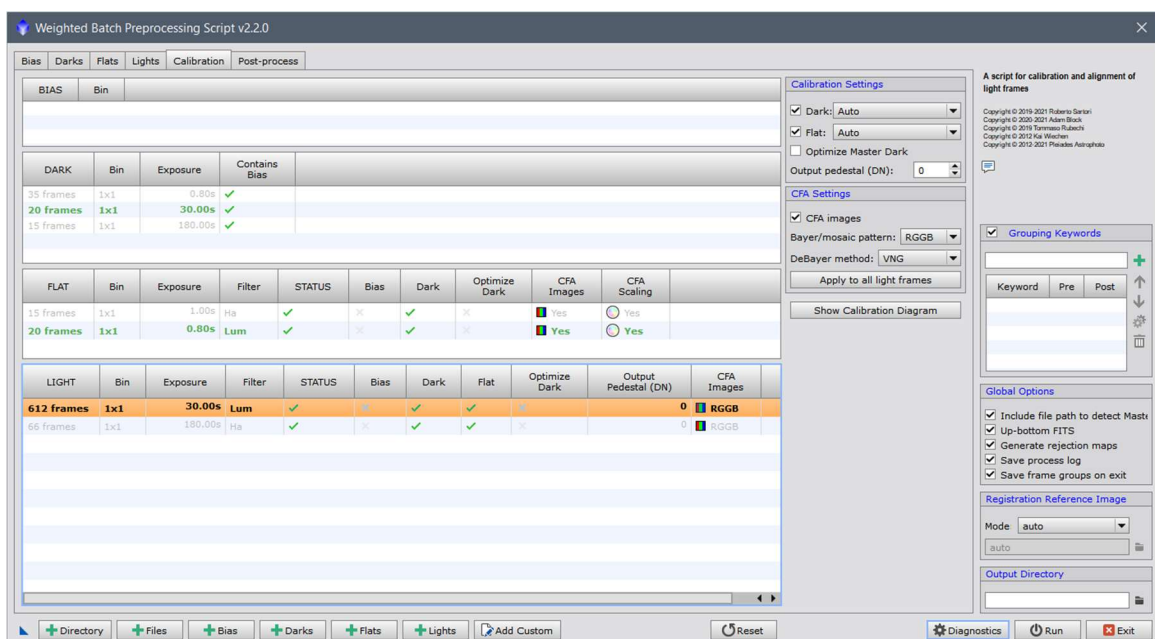 Weighted Batch Preprocessing Script v2.2.0
Bias Darks Flats Lights Calibration Post-process
BIAS Bin
DARK Bin Exposure Contains Bias
35 frames 1x1 0.80s
20 frames 1x1 30.00s
15 frames 1x1 180.00s
FLAT Bin Exposure Filter STATUS Bias Dark Optimize Dark CFA Images CFA Scaling
15 frames 1x1 1.00s Ha Yes Yes
20 frames 1x1 0.80s Lum Yes Yes
LIGHT Bin Exposure Filter STATUS Bias Dark Flat Optimize Dark Output Pedestal (DN) CFA Images
612 frames 1x1 30.00s Lum 0 RGGB
66 frames 1x1 180.00s Ha 0 RGGB
Calibration Settings
Dark: Auto
Flat: Auto
Optimize Master Dark
Output pedestal (DN): 0
CFA Settings
CFA images
Bayer/mosaic pattern: RGGB
DeBayer method: VNG
Apply to all light frames
Show Calibration Diagram
A script for calibration and alignment of
light frames
Copyright © 2019-2021 Roberto Sartori
Copyright © 2020-2021 Adam Block
Copyright © 2019 Tommaso Rubechi
Copyright © 2012 Kai Wiechen
Copyright © 2012-2021 Pleiades Astrophoto
Grouping Keywords
Keyword Pre Post
Global Options
Include file path to detect Maste
Up-bottom FITS
Generate rejection maps
Save process log
Save frame groups on exit
Registration Reference Image
Mode: auto
auto
Output Directory
Directory Files Bias Darks Flats Lights Add Custom Reset Diagnostics Run Exit